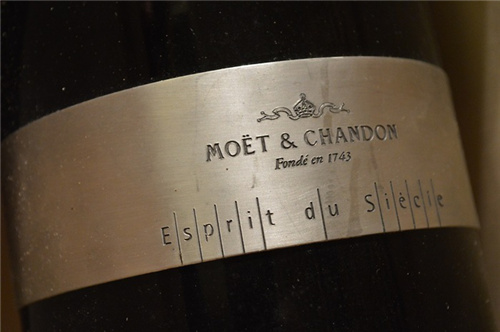 MOËT & CHANDON
Fondé en 1743
Esprit du Siècle